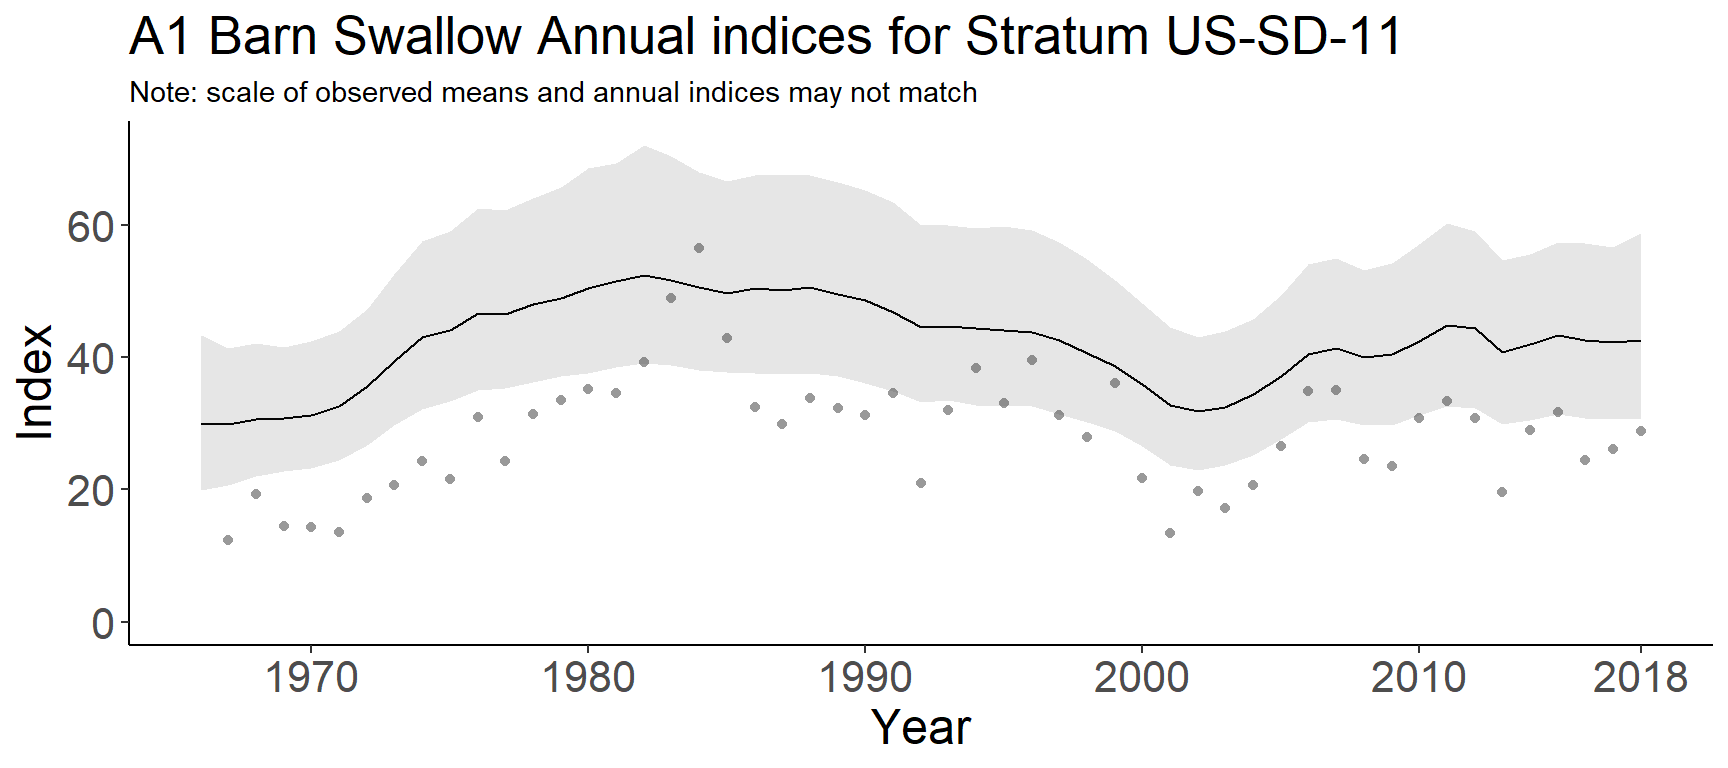 A1 Barn Swallow Annual indices for Stratum US-SD-11
Note: scale of observed means and annual indices may not match
Index
60
40
20
0
1970 1980 1990 2000 2010 2018
Year